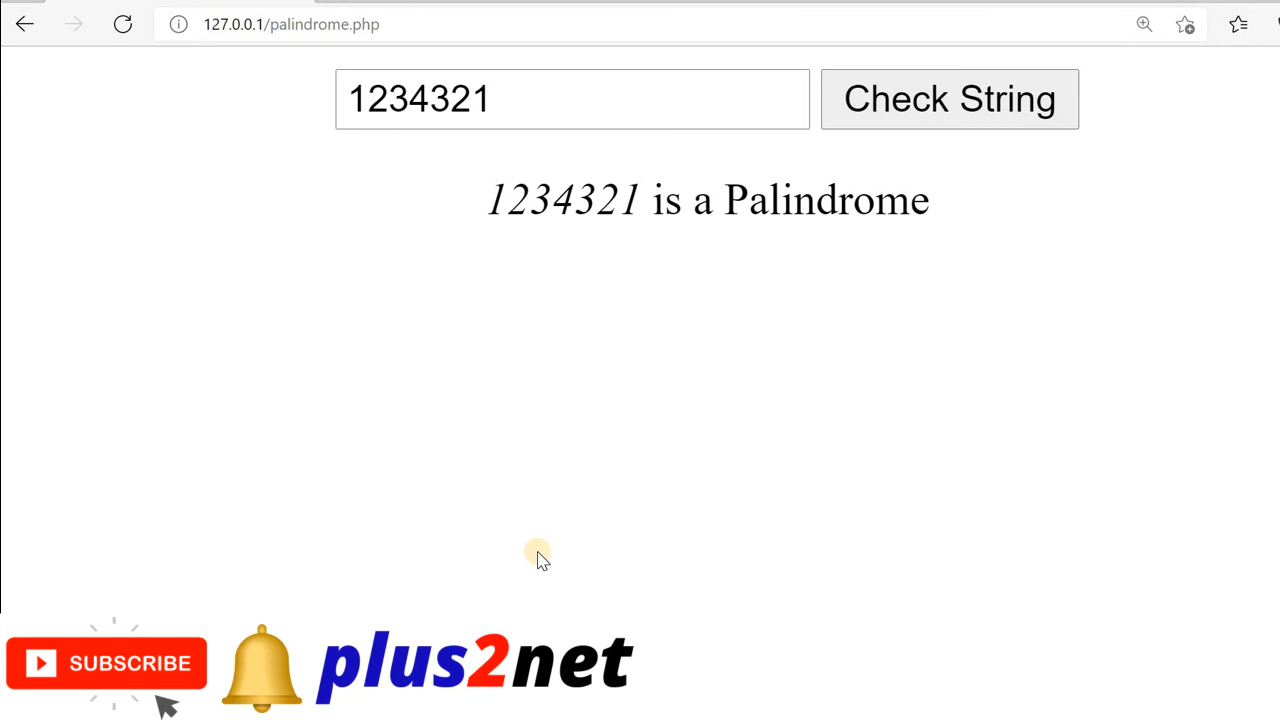 127.0.0.1/palindrome.php
1234321 Check String
1234321 is a Palindrome
SUBSCRIBE plus2net